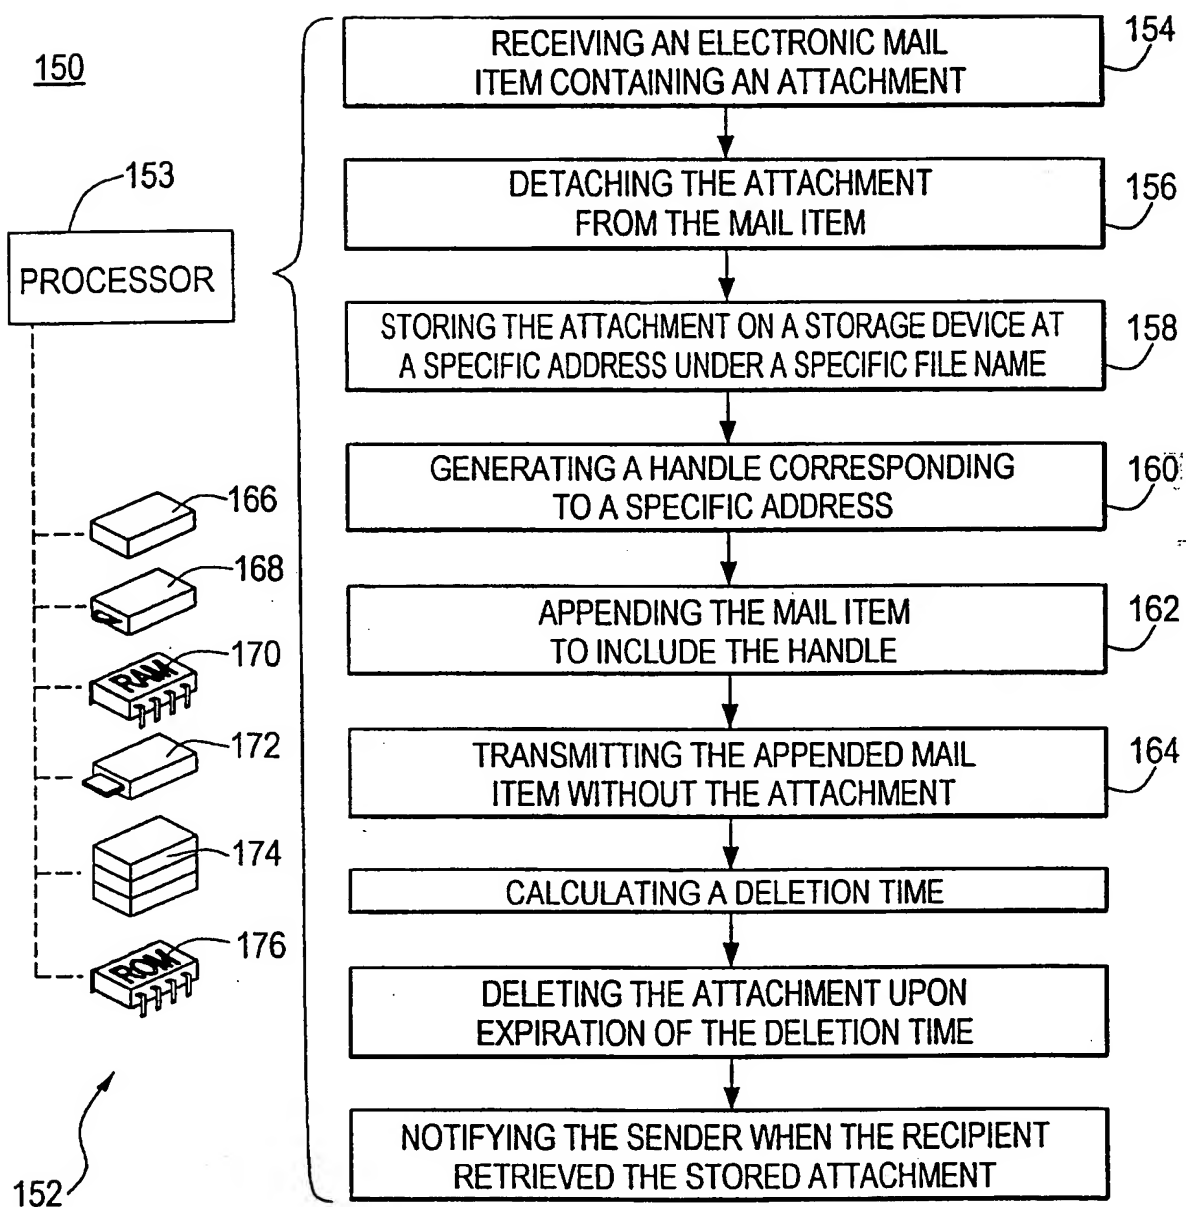 150
153
PROCESSOR
166
168
170
RAM
172
174
176
ROM
152
RECEIVING AN ELECTRONIC MAIL
ITEM CONTAINING AN ATTACHMENT
154
DETACHING THE ATTACHMENT
FROM THE MAIL ITEM
156
STORING THE ATTACHMENT ON A STORAGE DEVICE AT
A SPECIFIC ADDRESS UNDER A SPECIFIC FILE NAME
158
GENERATING A HANDLE CORRESPONDING
TO A SPECIFIC ADDRESS
160
APPENDING THE MAIL ITEM
TO INCLUDE THE HANDLE
162
TRANSMITTING THE APPENDED MAIL
ITEM WITHOUT THE ATTACHMENT
164
CALCULATING A DELETION TIME
DELETING THE ATTACHMENT UPON
EXPIRATION OF THE DELETION TIME
NOTIFYING THE SENDER WHEN THE RECIPIENT
RETRIEVED THE STORED ATTACHMENT